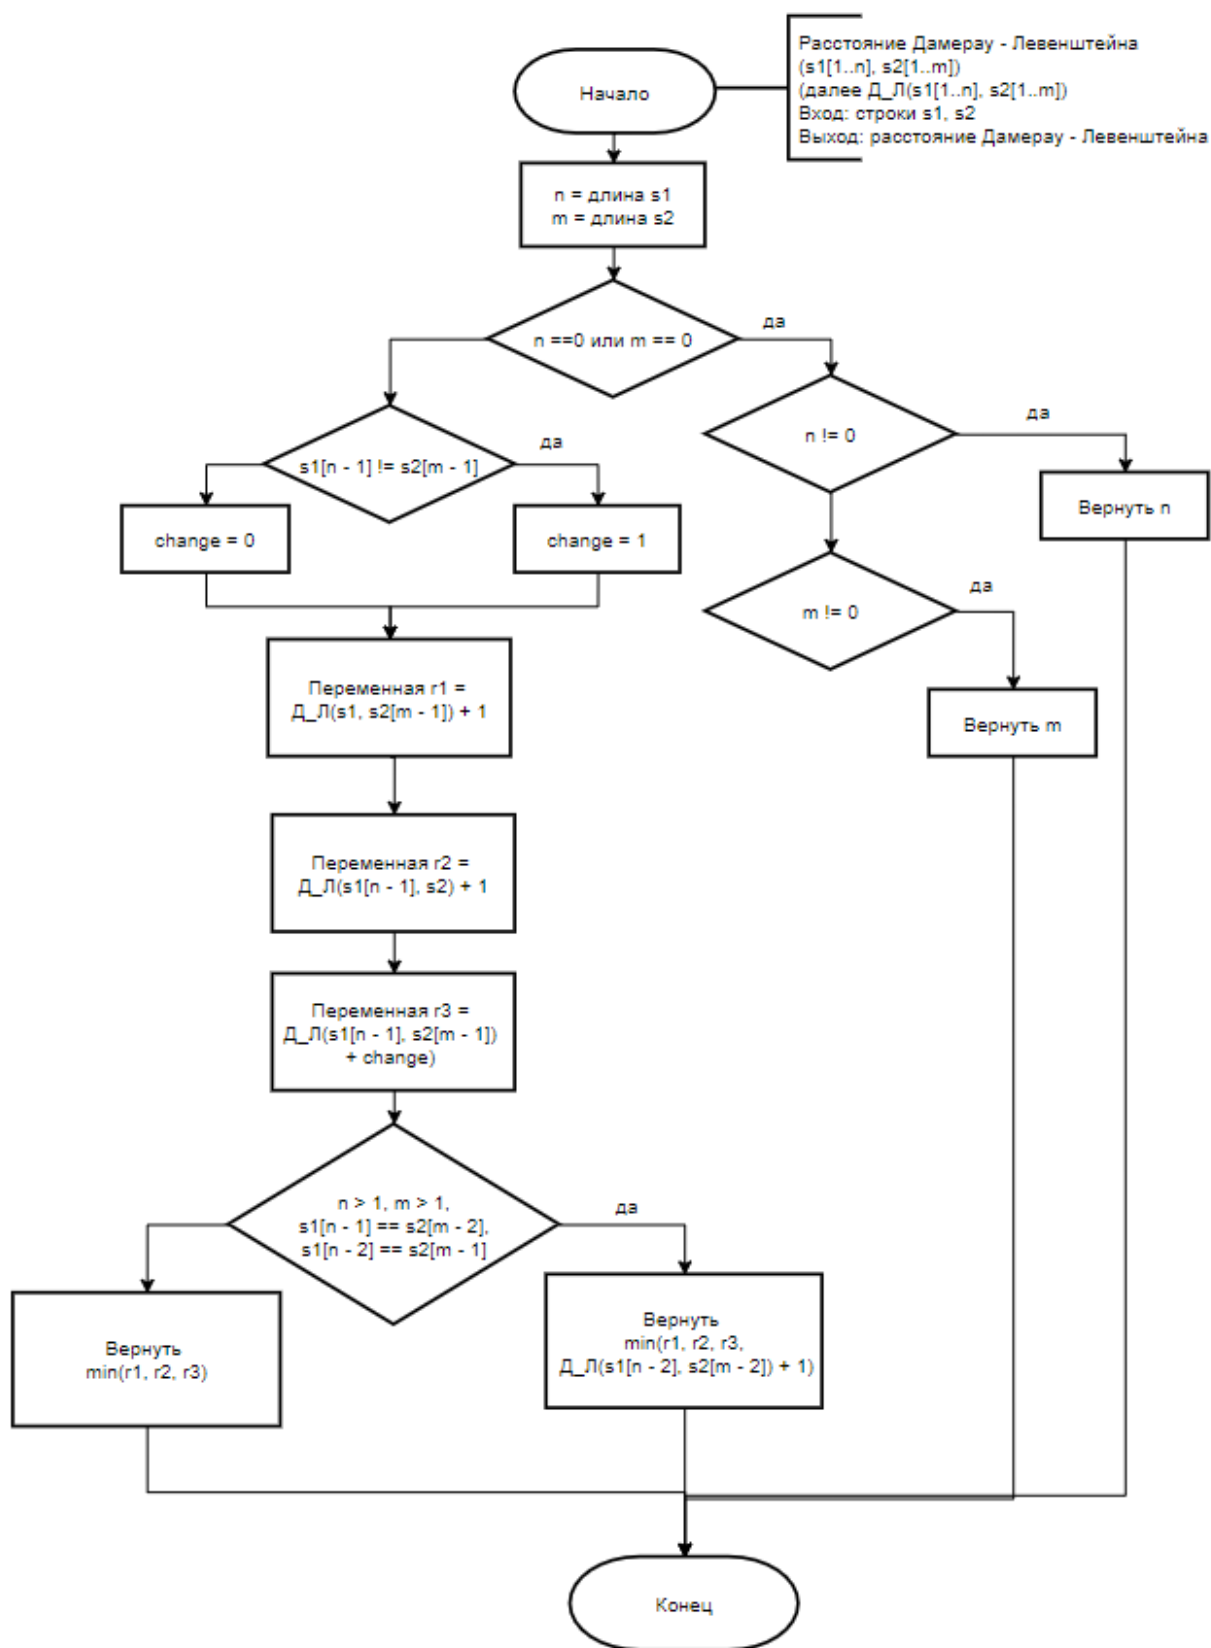 Начало
Расстояние Дамерау - Левенштейна
(s1[1..n], s2[1..m])
(далее Д_Л(s1[1..n], s2[1..m])
Вход: строки s1, s2
Выход: расстояние Дамерау - Левенштейна
n = длина s1
m = длина s2
n ==0 или m == 0
да
n != 0
да
Вернуть n
s1[n - 1] != s2[m - 1]
да
change = 0
change = 1
m != 0
да
Вернуть m
Переменная r1 =
Д_Л(s1, s2[m - 1]) + 1
Переменная r2 =
Д_Л(s1[n - 1], s2) + 1
Переменная r3 =
Д_Л(s1[n - 1], s2[m - 1])
+ change)
n > 1, m > 1,
s1[n - 1] == s2[m - 2],
s1[n - 2] == s2[m - 1]
да
Вернуть
min(r1, r2, r3)
Вернуть
min(r1, r2, r3,
Д_Л(s1[n - 2], s2[m - 2]) + 1)
Конец